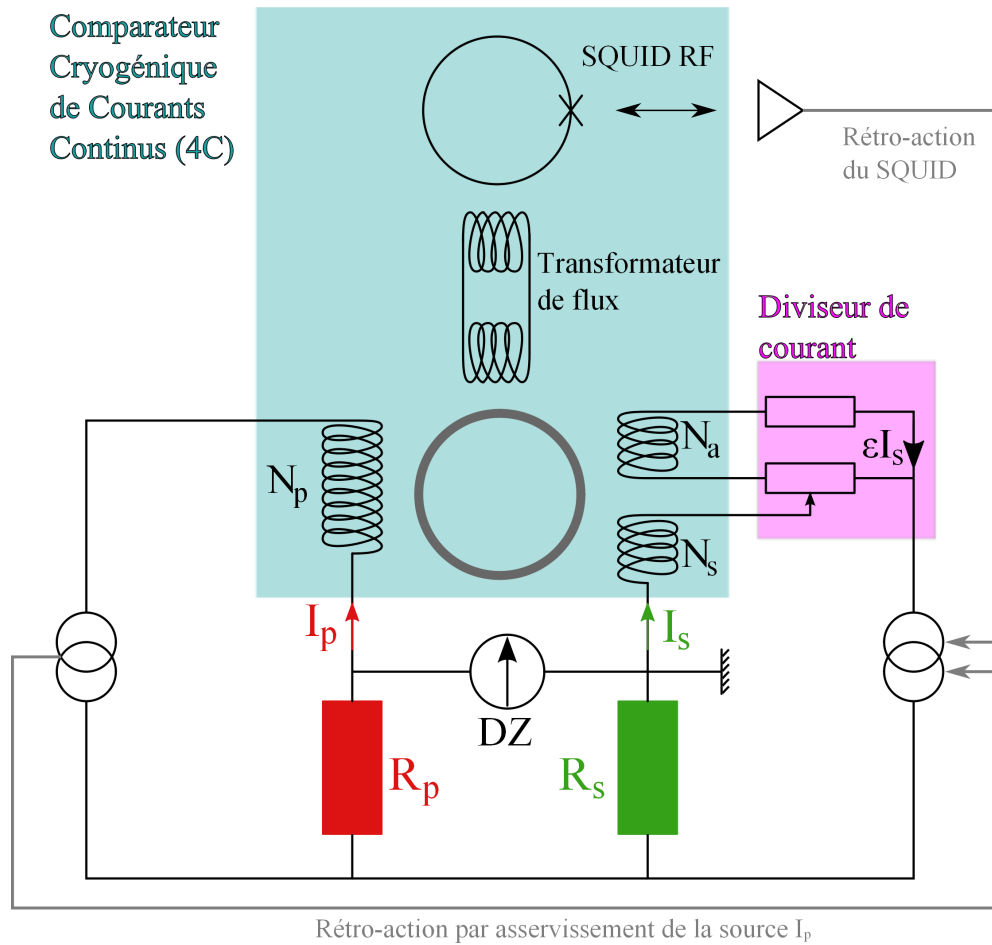 Comparateur
Cryogénique
de Courants
Continus (4C)
SQUID RF
Rétro-action
du SQUID
Transformateur
de flux
Diviseur de
courant
Np
Na
εIs
Ns
Ip
Is
DZ
Rp
Rs
Rétro-action par asservissement de la source Ip